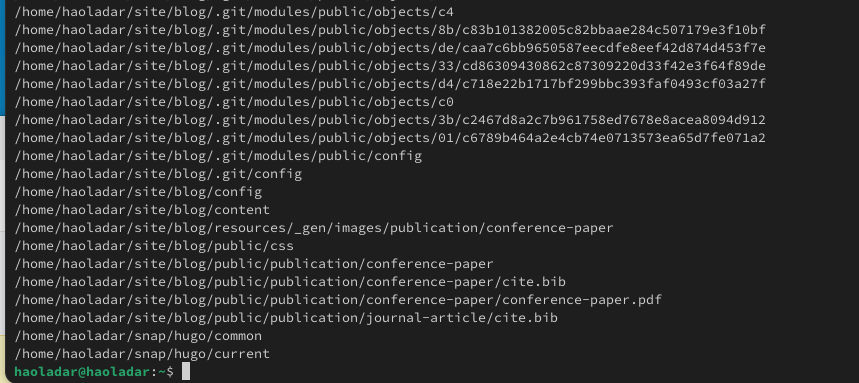 /home/haoladar/site/blog/.git/modules/public/objects/c4
/home/haoladar/site/blog/.git/modules/public/objects/8b/c83b101382005c82bbaae284c507179e3f10bf
/home/haoladar/site/blog/.git/modules/public/objects/de/caa7c6bb9650587eecdfe8eef42d874d453f7e
/home/haoladar/site/blog/.git/modules/public/objects/33/cd86309430862c87309220d33f42e3f64f89de
/home/haoladar/site/blog/.git/modules/public/objects/d4/c718e22b1717bf299bbc393faf0493cf03a27f
/home/haoladar/site/blog/.git/modules/public/objects/c0
/home/haoladar/site/blog/.git/modules/public/objects/3b/c2467d8a2c7b961758ed7678e8acea8094d912
/home/haoladar/site/blog/.git/modules/public/objects/01/c6789b464a2e4cb74e0713573ea65d7fe071a2
/home/haoladar/site/blog/.git/modules/public/config
/home/haoladar/site/blog/.git/config
/home/haoladar/site/blog/config
/home/haoladar/site/blog/content
/home/haoladar/site/blog/resources/_gen/images/publication/conference-paper
/home/haoladar/site/blog/public/css
/home/haoladar/site/blog/public/publication/conference-paper
/home/haoladar/site/blog/public/publication/conference-paper/cite.bib
/home/haoladar/site/blog/public/publication/conference-paper/conference-paper.pdf
/home/haoladar/site/blog/public/publication/journal-article/cite.bib
/home/haoladar/snap/hugo/common
/home/haoladar/snap/hugo/current
haoladar@haoladar:~$